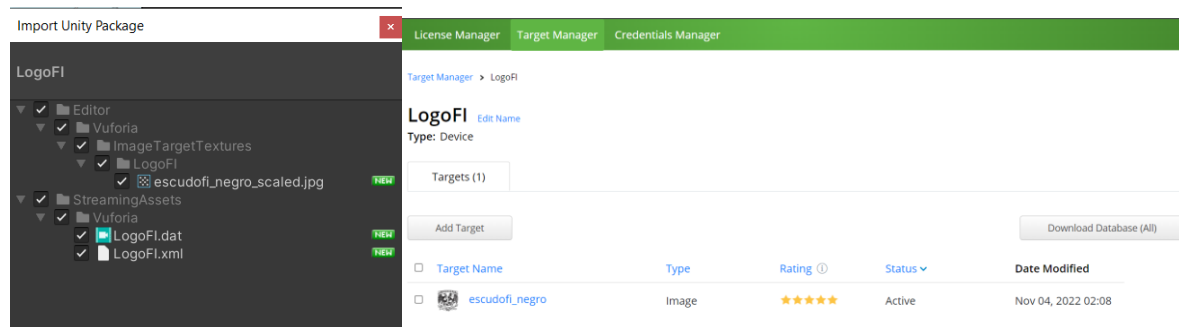 Import Unity Package
×
LogoFI
Editor
Vuforia
ImageTargetTextures
LogoFI
escudofi_negro_scaled.jpg NEW
StreamingAssets
Vuforia
LogoFI.dat NEW
LogoFI.xml NEW
License Manager Target Manager Credentials Manager
Target Manager > LogoFI
LogoFI Edit Name
Type: Device
Targets (1)
Add Target Download Database (All)
Target Name Type Rating Status Date Modified
escudofi_negro Image Active Nov 04, 2022 02:08